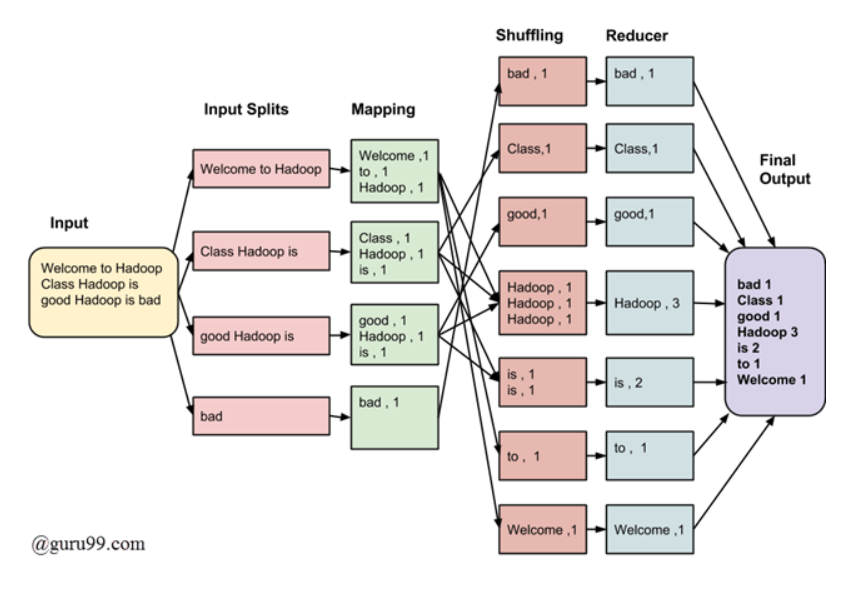 Shuffling
Reducer
bad , 1
bad , 1
Input Splits
Mapping
Class,1
Class,1
Final
Output
Welcome to Hadoop
Welcome ,1
to , 1
Hadoop , 1
Input
good,1
good,1
Class Hadoop is
Class , 1
Hadoop , 1
is , 1
Welcome to Hadoop
Class Hadoop is
good Hadoop is bad
Hadoop , 1
Hadoop , 1
Hadoop , 1
Hadoop , 3
bad 1
Class 1
good 1
Hadoop 3
is 2
to 1
Welcome 1
good Hadoop is
good , 1
Hadoop , 1
is , 1
is , 1
is , 1
is , 2
bad
bad , 1
to , 1
to , 1
Welcome ,1
Welcome ,1
@guru99.com